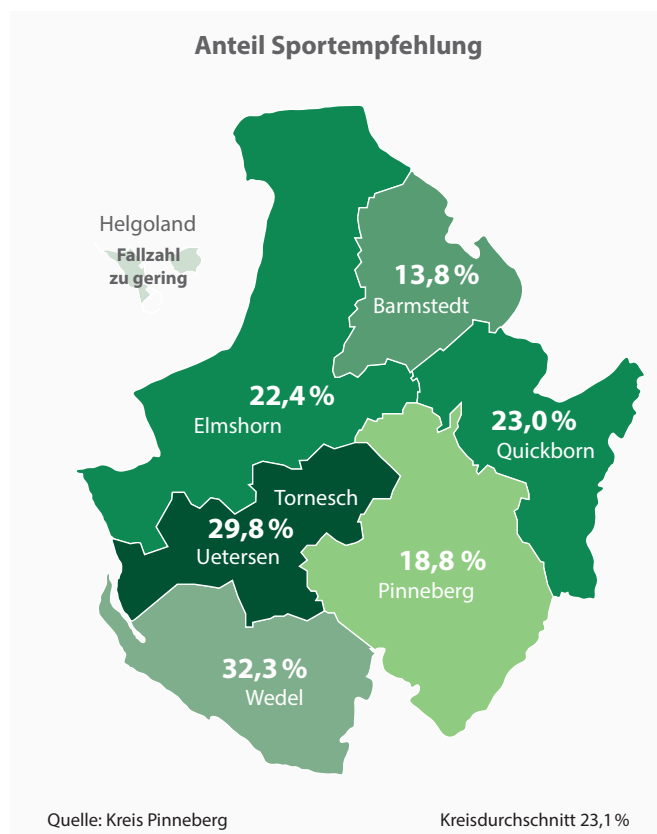 Anteil Sportempfehlung
Helgoland
Fallzahl
zu gering
13,8 %
Barmstedt
22,4 %
Elmshorn
23,0 %
Quickborn
Tornesch
29,8 %
Uetersen
18,8 %
Pinneberg
32,3 %
Wedel
Quelle: Kreis Pinneberg
Kreisdurchschnitt 23,1 %